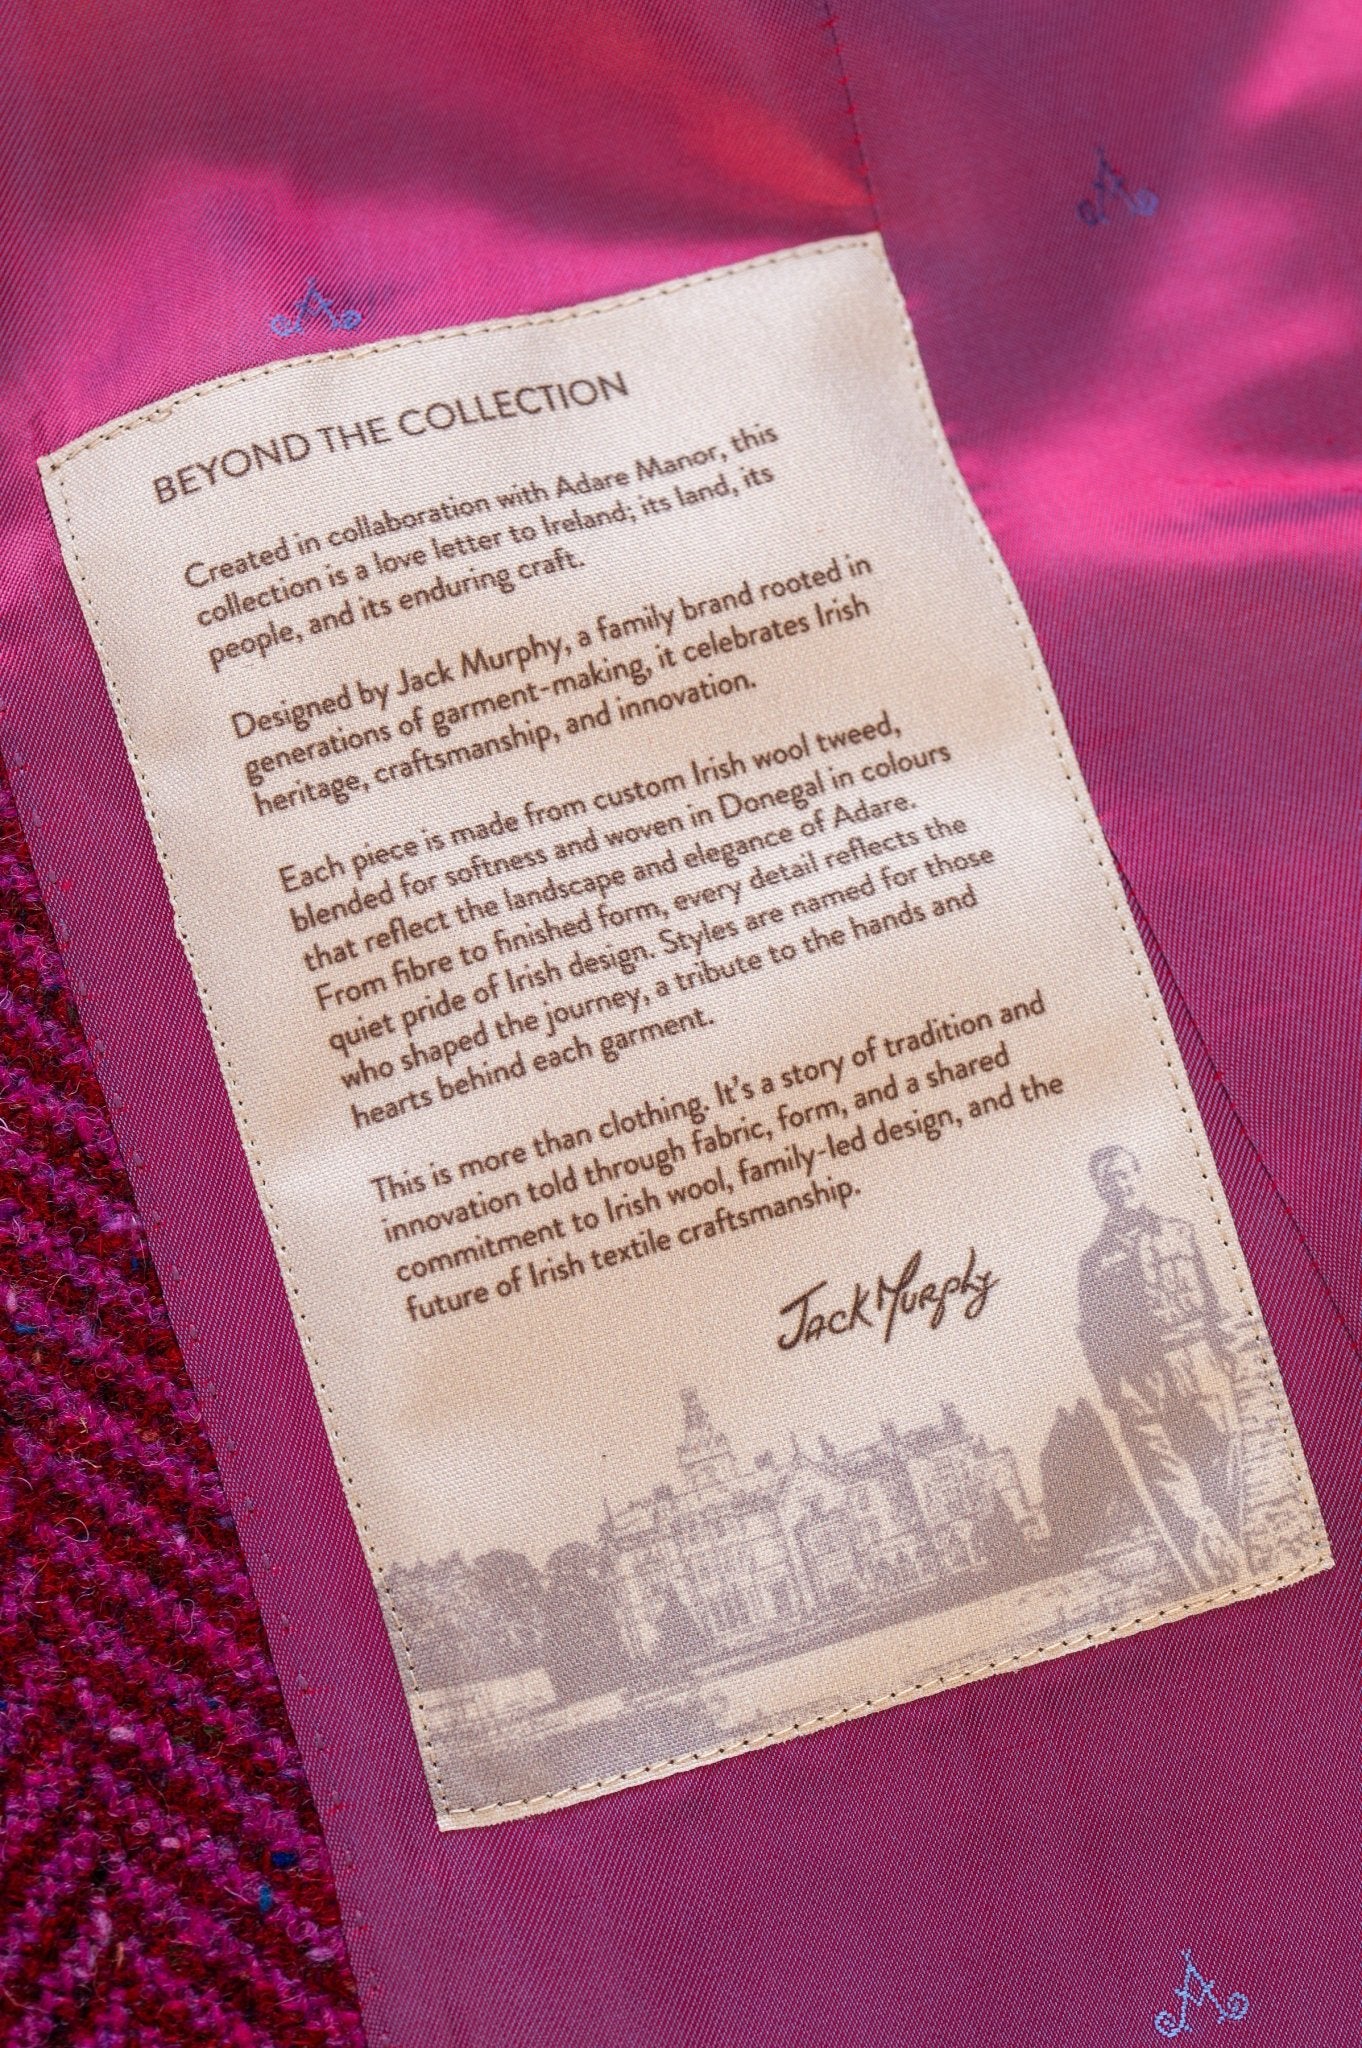 BEYOND THE COLLECTION
Created in collaboration with Adare Manor, this
collection is a love letter to Ireland; its land, its
people, and its enduring craft.
Designed by Jack Murphy, a family brand rooted in
generations of garment-making, it celebrates Irish
heritage, craftsmanship, and innovation.
Each piece is made from custom Irish wool tweed,
blended for softness and woven in Donegal in colours
that reflect the landscape and elegance of Adare.
From fibre to finished form, every detail reflects the
quiet pride of Irish design. Styles are named for those
who shaped the journey, a tribute to the hands and
hearts behind each garment.
This is more than clothing. It's a story of tradition and
innovation told through fabric, form, and a shared
commitment to Irish wool, family-led design, and the
future of Irish textile craftsmanship.
Jack Murphy